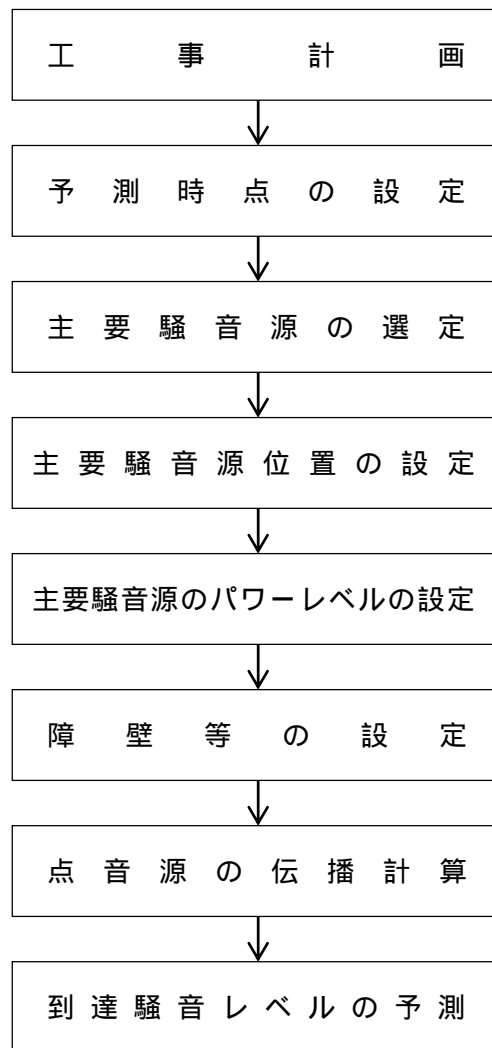 工事計画
予測時点の設定
主要騒音源の選定
主要騒音源位置の設定
主要騒音源のパワーレベルの設定
障壁等の設定
点音源の伝播計算
到達騒音レベルの予測